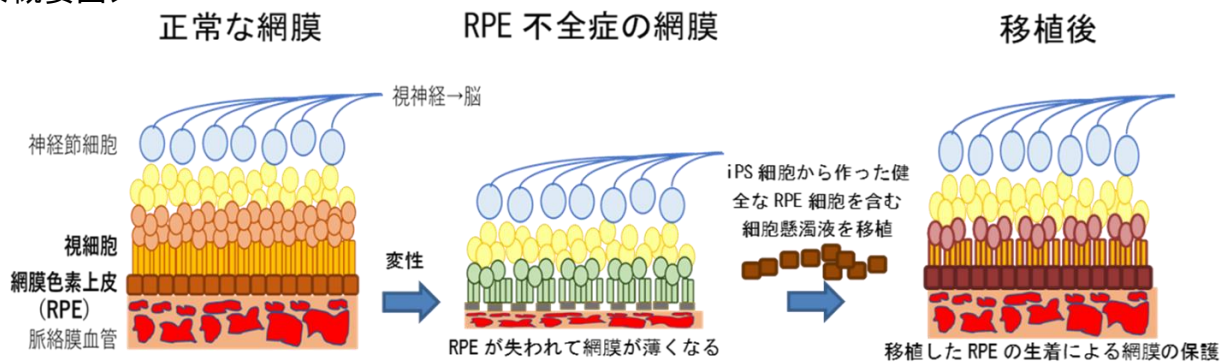 正常な網膜
RPE 不全症の網膜
移植後
視神経→脳
神経節細胞
視細胞
網膜色素上皮
(RPE)
脈絡膜血管
変性
RPE が失われて網膜が薄くなる
iPS 細胞から作った健
全な RPE 細胞を含む
細胞懸濁液を移植
移植した RPE の生着による網膜の保護